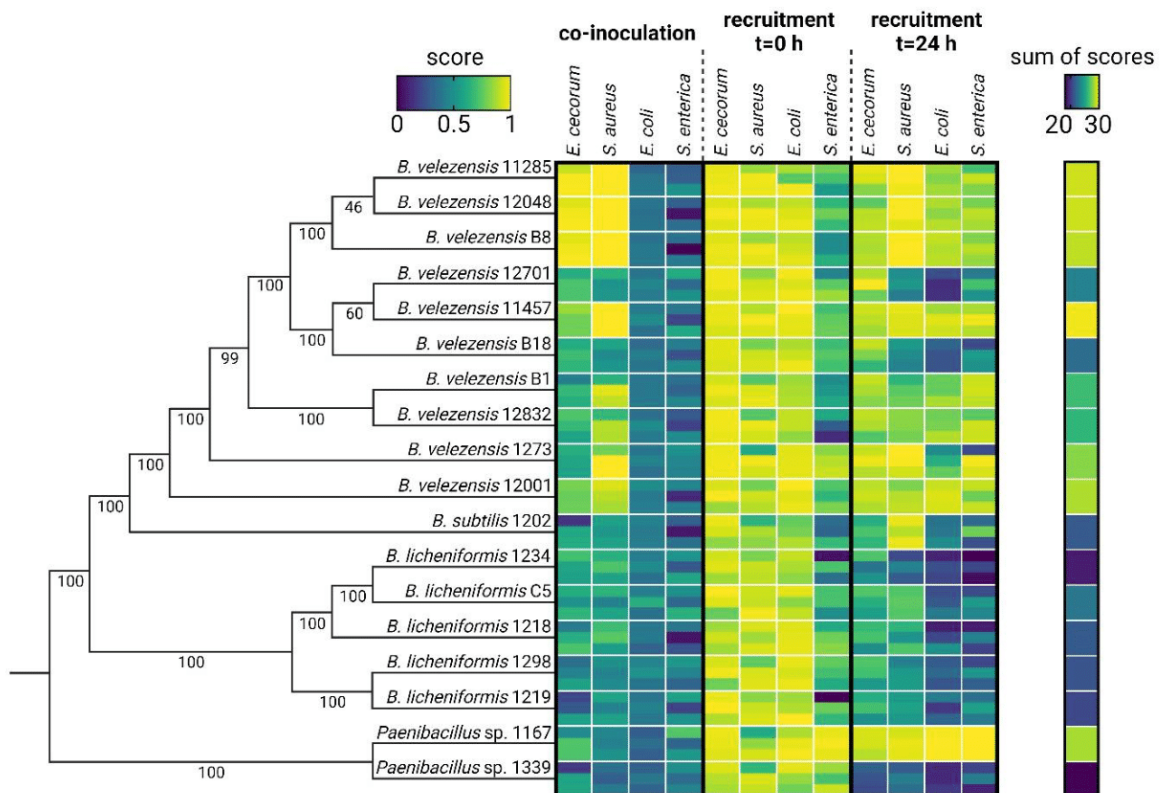 co-inoculation
recruitment
t=0 h
recruitment
t=24 h
score
0 0.5 1
sum of scores
20 30
E. cecorum
S. aureus
E. coli
S. enterica
E. cecorum
S. aureus
E. coli
S. enterica
E. cecorum
S. aureus
E. coli
S. enterica
B. velezensis 11285
46
B. velezensis 12048
100
B. velezensis B8
100
B. velezensis 12701
60
B. velezensis 11457
100
B. velezensis B18
99
B. velezensis B1
100
B. velezensis 12832
100
B. velezensis 1273
100
B. velezensis 12001
100
B. subtilis 1202
B. licheniformis 1234
100
100
B. licheniformis C5
100
B. licheniformis 1218
100
B. licheniformis 1298
100
B. licheniformis 1219
Paenibacillus sp. 1167
100
Paenibacillus sp. 1339